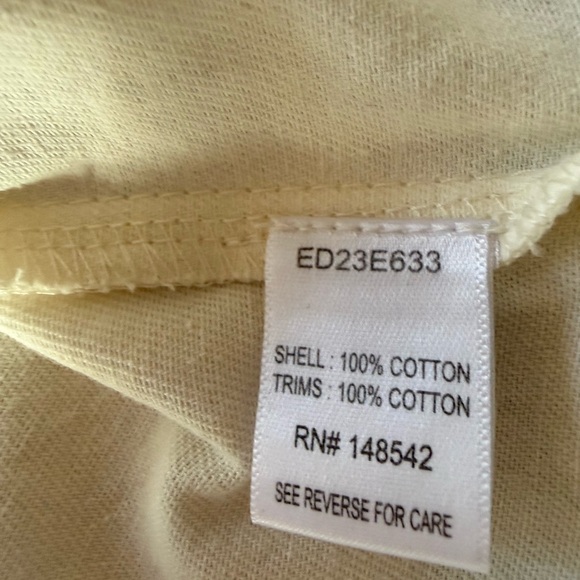 ED23E633
SHELL : 100% COTTON
TRIMS : 100% COTTON
RN# 148542
SEE REVERSE FOR CARE